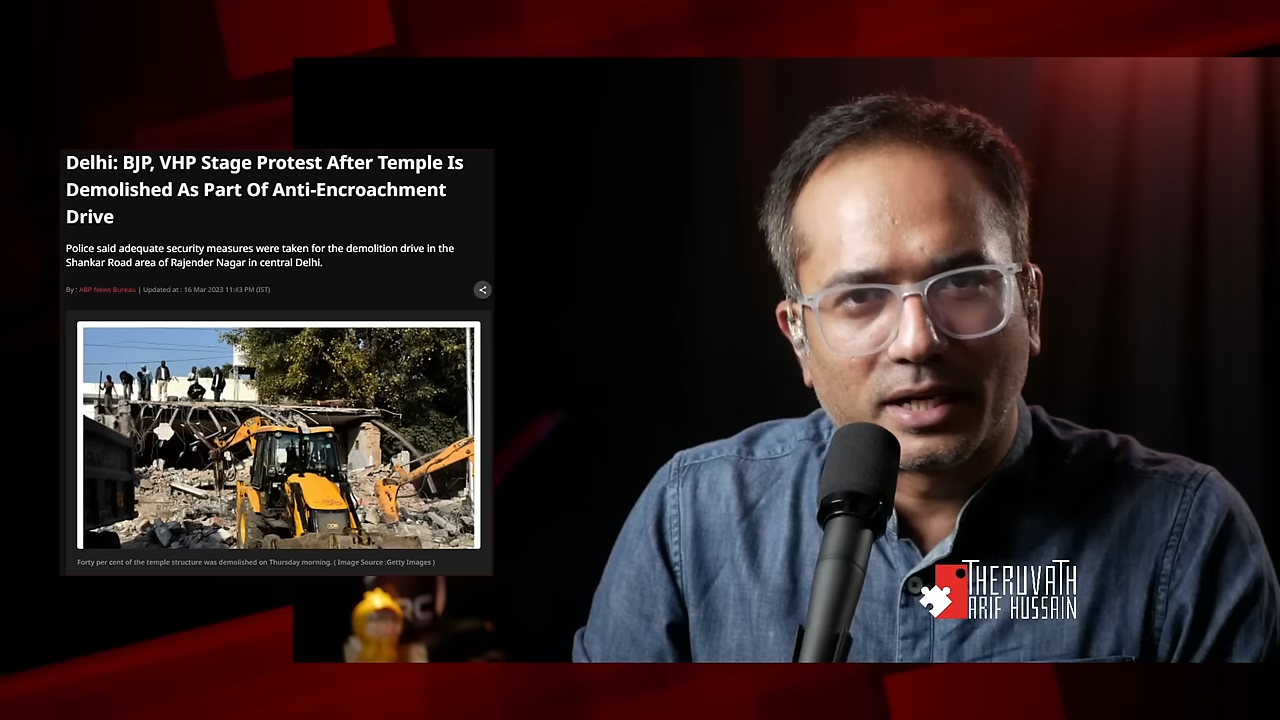 Delhi: BJP, VHP Stage Protest After Temple Is
Demolished As Part Of Anti-Encroachment
Drive
Police said adequate security measures were taken for the demolition drive in the
Shankar Road area of Rajender Nagar in central Delhi.
By : ABP News Bureau | Updated at : 16 Mar 2023 11:43 PM (IST)
Forty per cent of the temple structure was demolished on Thursday morning. ( Image Source :Getty Images )
THERUVATH
ARIF HUSSAIN